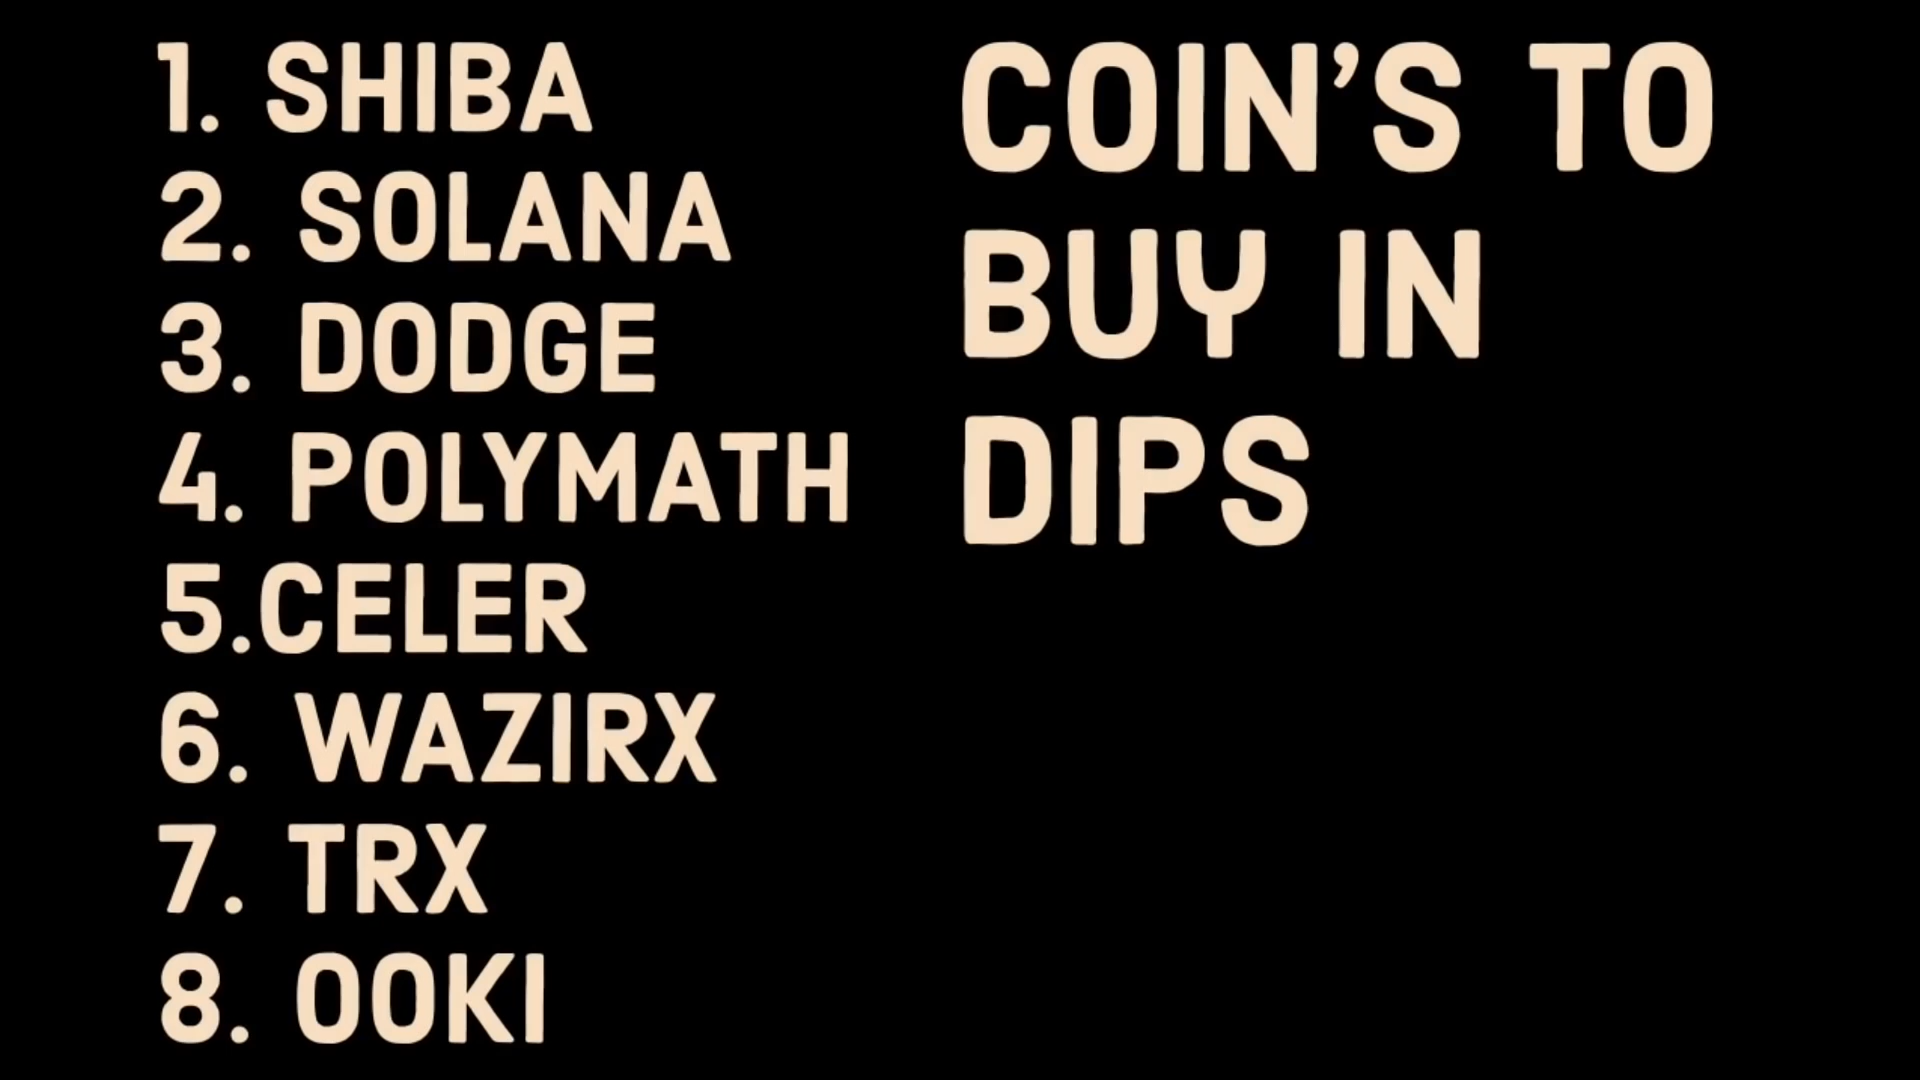 1. SHIBA
2. SOLANA
3. DODGE
4. POLYMATH
5.CELER
6. WAZIRX
7. TRX
8. OOKI
COIN'S TO
BUY IN
DIPS